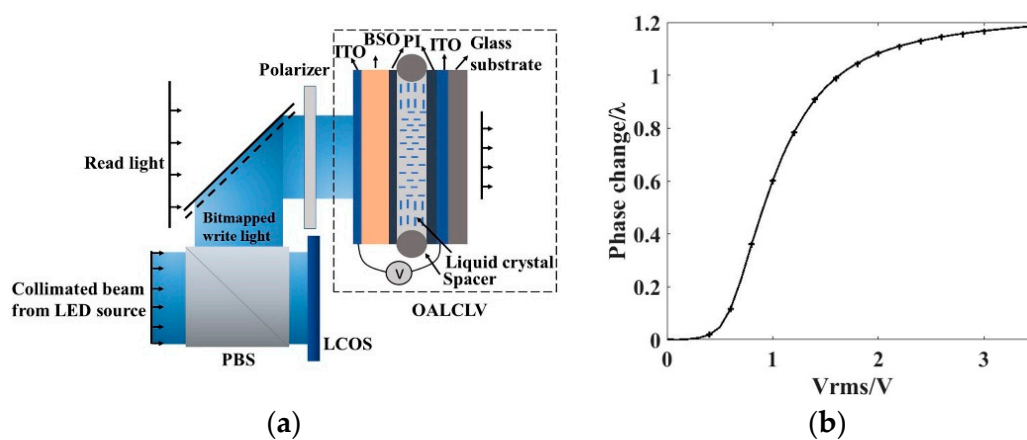 ITO BSO PI ITO Glass
substrate
Polarizer
Read light
Bitmapped
write light
Collimated beam
from LED source
PBS
LCOS
V
Liquid crystal
Spacer
OALCLV
(a)
Phase change/λ
1.2
1
0.8
0.6
0.4
0.2
0
0 1 2 3
Vrms/V
(b)